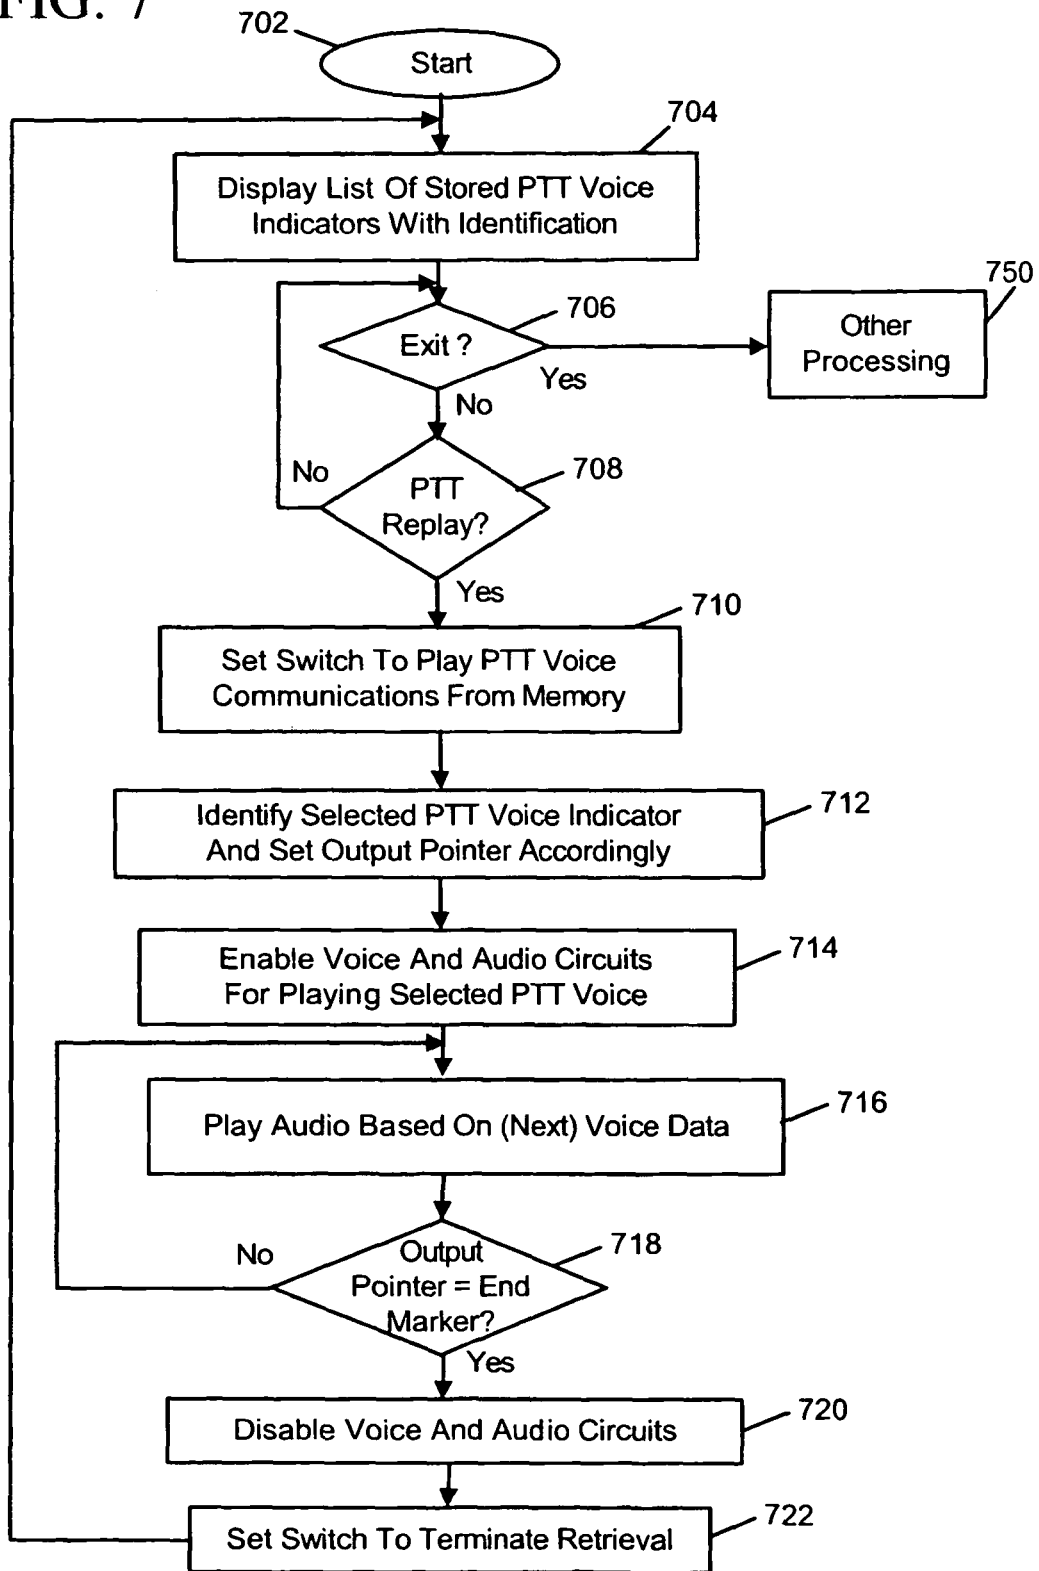 FIG. 7
702
Start
704
Display List Of Stored PTT Voice
Indicators With Identification
706
Exit ?
Yes
No
750
Other
Processing
708
PTT
Replay?
No
Yes
710
Set Switch To Play PTT Voice
Communications From Memory
712
Identify Selected PTT Voice Indicator
And Set Output Pointer Accordingly
714
Enable Voice And Audio Circuits
For Playing Selected PTT Voice
716
Play Audio Based On (Next) Voice Data
718
Output
Pointer = End
Marker?
No
Yes
720
Disable Voice And Audio Circuits
722
Set Switch To Terminate Retrieval